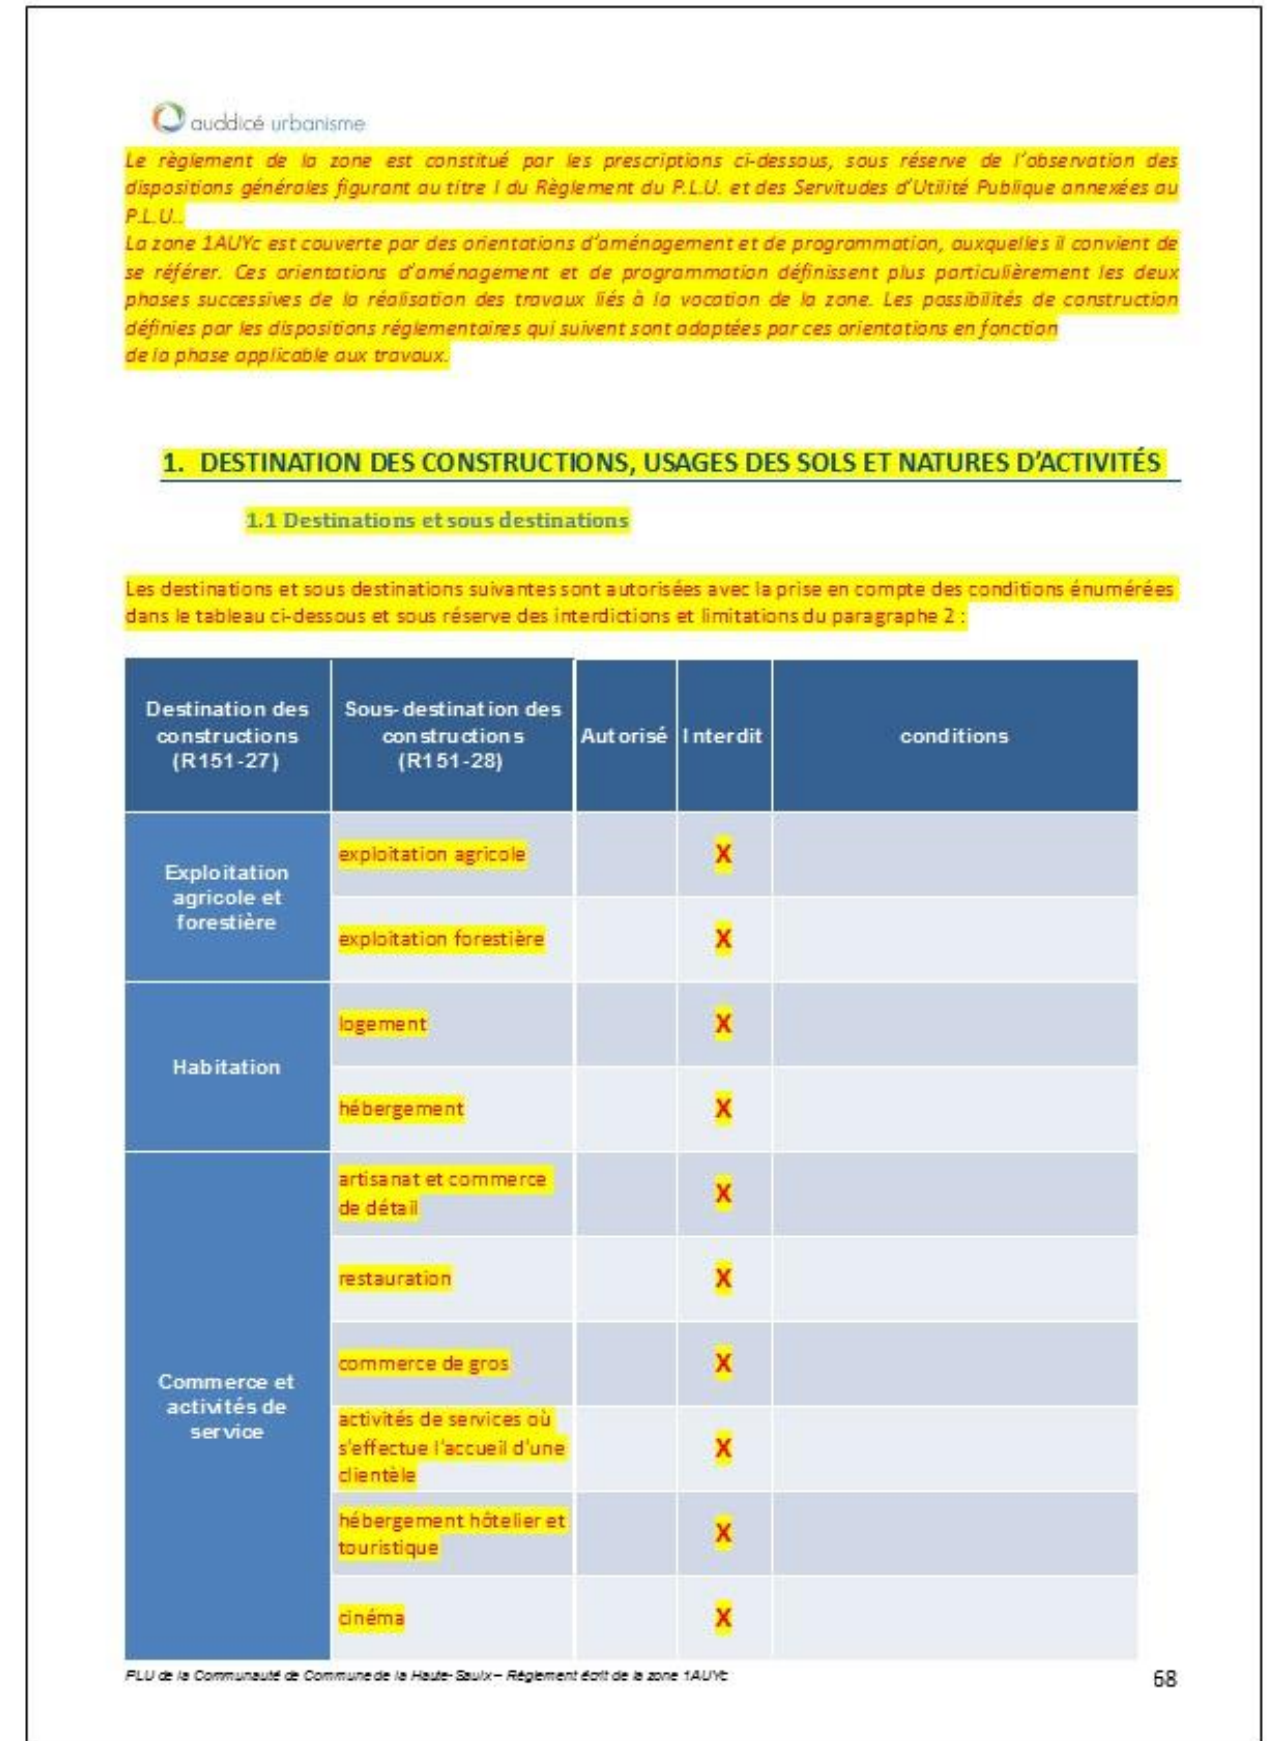 auddicé urbanisme
Le règlement de la zone est constitué par les prescriptions ci-dessous, sous réserve de l'observation des
dispositions générales figurant au titre I du Règlement du P.L.U. et des Servitudes d'Utilité Publique annexées au
P.L.U..
La zone 1AUYc est couverte par des orientations d'aménagement et de programmation, auxquelles il convient de
se référer. Ces orientations d'aménagement et de programmation définissent plus particulièrement les deux
phases successives de la réalisation des travaux liés à la vocation de la zone. Les possibilités de construction
définies par les dispositions réglementaires qui suivent sont adaptées par ces orientations en fonction
de la phase applicable aux travaux.
1. DESTINATION DES CONSTRUCTIONS, USAGES DES SOLS ET NATURES D'ACTIVITÉS
1.1 Destinations et sous destinations
Les destinations et sous destinations suivantes sont autorisées avec la prise en compte des conditions énumérées
dans le tableau ci-dessous et sous réserve des interdictions et limitations du paragraphe 2 :
Destination des
constructions
(R151-27)
Sous-destination des
constructions
(R151-28)
Autorisé
Interdit
conditions
Exploitation
agricole et
forestière
exploitation agricole
X
exploitation forestière
X
Habitation
logement
X
hébergement
X
Commerce et
activités de
service
artisanat et commerce
de détail
X
restauration
X
commerce de gros
X
activités de services où
s'effectue l'accueil d'une
clientèle
X
hébergement hôtelier et
touristique
X
cinéma
X
PLU de la Communauté de Commune de la Haute-Saulx – Règlement écrit de la zone 1AUYc
68